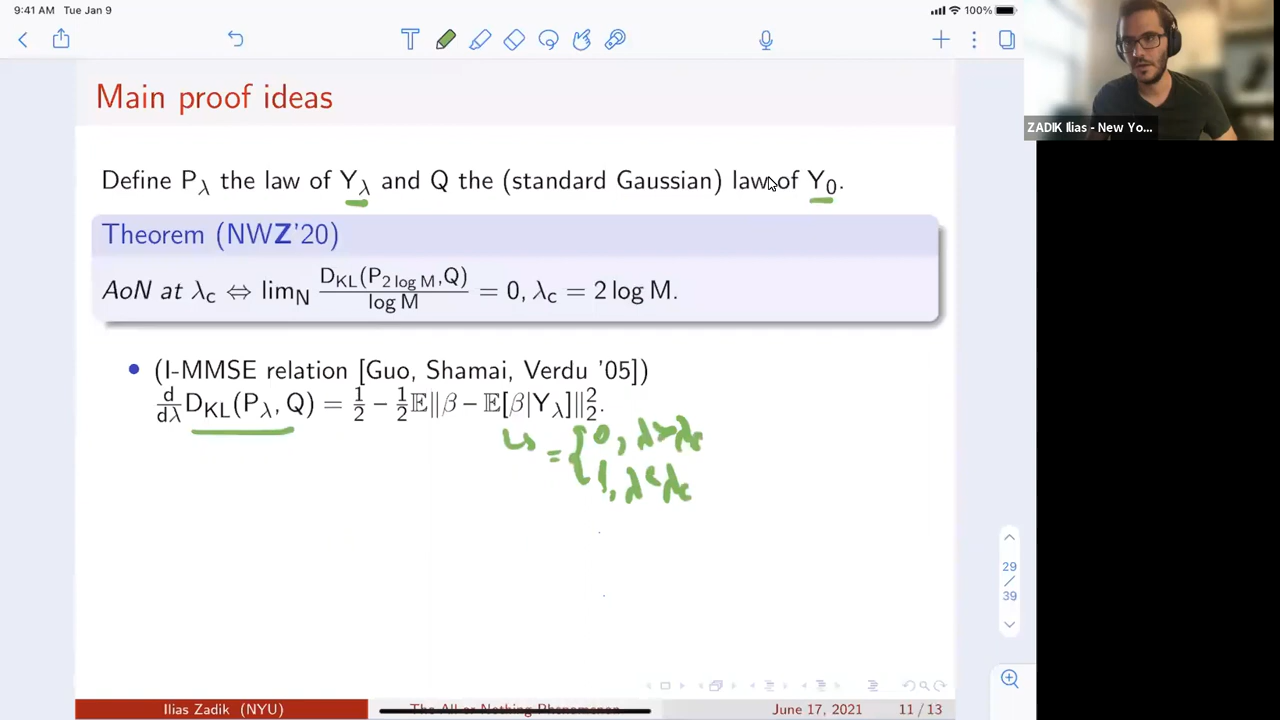 9:41 AM Tue Jan 9
100%
Main proof ideas
ZADIK Ilias - New Yo...
Define P_λ the law of Y_λ and Q the (standard Gaussian) law of Y_0.
Theorem (NWZ'20)
AoN at λ_c ⇔ lim_N D_KL(P_{2 log M}, Q) / log M = 0, λ_c = 2 log M.
• (I-MMSE relation [Guo, Shamai, Verdu '05])
d/dλ D_KL(P_λ, Q) = 1/2 − 1/2 𝔼‖β − 𝔼[β|Y_λ]‖²₂.
↳ = { 0, λ > λ_c
1, λ < λ_c
29
/
39
Ilias Zadik (NYU)
The All or Nothing Phenomenon
June 17, 2021
11 / 13